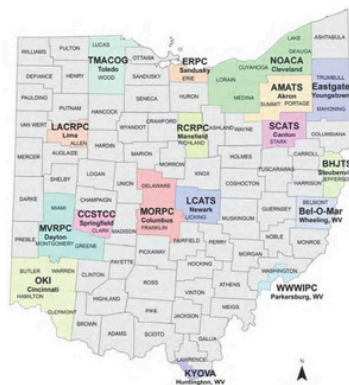 LAKE
ASHTABULA
LUCAS
FULTON
WILLIAMS
TMACOG
Toledo
WOOD
OTTAWA
ERPC
Sandusky
ERIE
GEAUGA
CUYAHOGA
NOACA
Cleveland
TRUMBULL
Eastgate
Youngstown
MAHONING
DEFIANCE
HENRY
SANDUSKY
LORAIN
MEDINA
AMATS
Akron
SUMMIT
PORTAGE
PAULDING
PUTNAM
HANCOCK
SENECA
HURON
VAN WERT
LACRPC
Lima
ALLEN
WYANDOT
CRAWFORD
RCRPC
Mansfield
RICHLAND
ASHLAND
WAYNE
SCATS
Canton
STARK
COLUMBIANA
MERCER
AUGLAIZE
HARDIN
MARION
MORROW
HOLMES
CARROLL
BHJTS
Steubenville
JEFFERSON
TUSCARAWAS
HARRISON
SHELBY
LOGAN
UNION
DELAWARE
KNOX
COSHOCTON
DARKE
MIAMI
CHAMPAIGN
CCSTCC
Springfield
CLARK
MORPC
Columbus
FRANKLIN
LCATS
Newark
LICKING
MUSKINGUM
GUERNSEY
BELMONT
Bel-O-Mar
Wheeling, WV
PREBLE
MVRPC
Dayton
MONTGOMERY
GREENE
MADISON
FAIRFIELD
PERRY
NOBLE
MONROE
MORGAN
FAYETTE
PICKAWAY
BUTLER
WARREN
CLINTON
OKI
Cincinnati
HAMILTON
CLERMONT
ROSS
HOCKING
WASHINGTON
WWWIPC
Parkersburg, WV
ATHENS
VINTON
HIGHLAND
MEIGS
BROWN
ADAMS
PIKE
JACKSON
SCIOTO
GALLIA
LAWRENCE
KYOVA
Huntington, WV
N